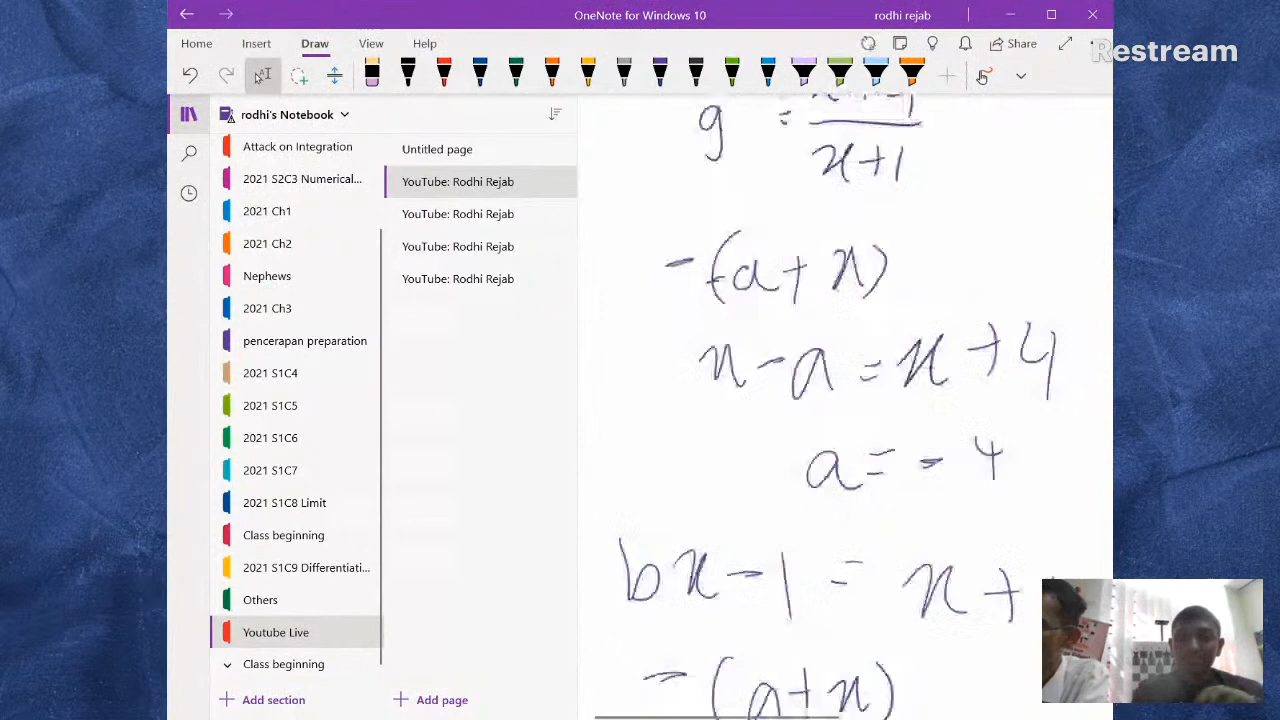 OneNote for Windows 10
rodhi rejab
Restream
Home Insert Draw View Help
Share
rodhi's Notebook
Attack on Integration
2021 S2C3 Numerical...
2021 Ch1
2021 Ch2
Nephews
2021 Ch3
pencerapan preparation
2021 S1C4
2021 S1C5
2021 S1C6
2021 S1C7
2021 S1C8 Limit
Class beginning
2021 S1C9 Differentiati...
Others
Youtube Live
Class beginning
Add section
Untitled page
YouTube: Rodhi Rejab
YouTube: Rodhi Rejab
YouTube: Rodhi Rejab
YouTube: Rodhi Rejab
Add page
g =
x+1
-(a+x)
x-a=x+4
a=-4
bx-1 = x+
=(a+x)